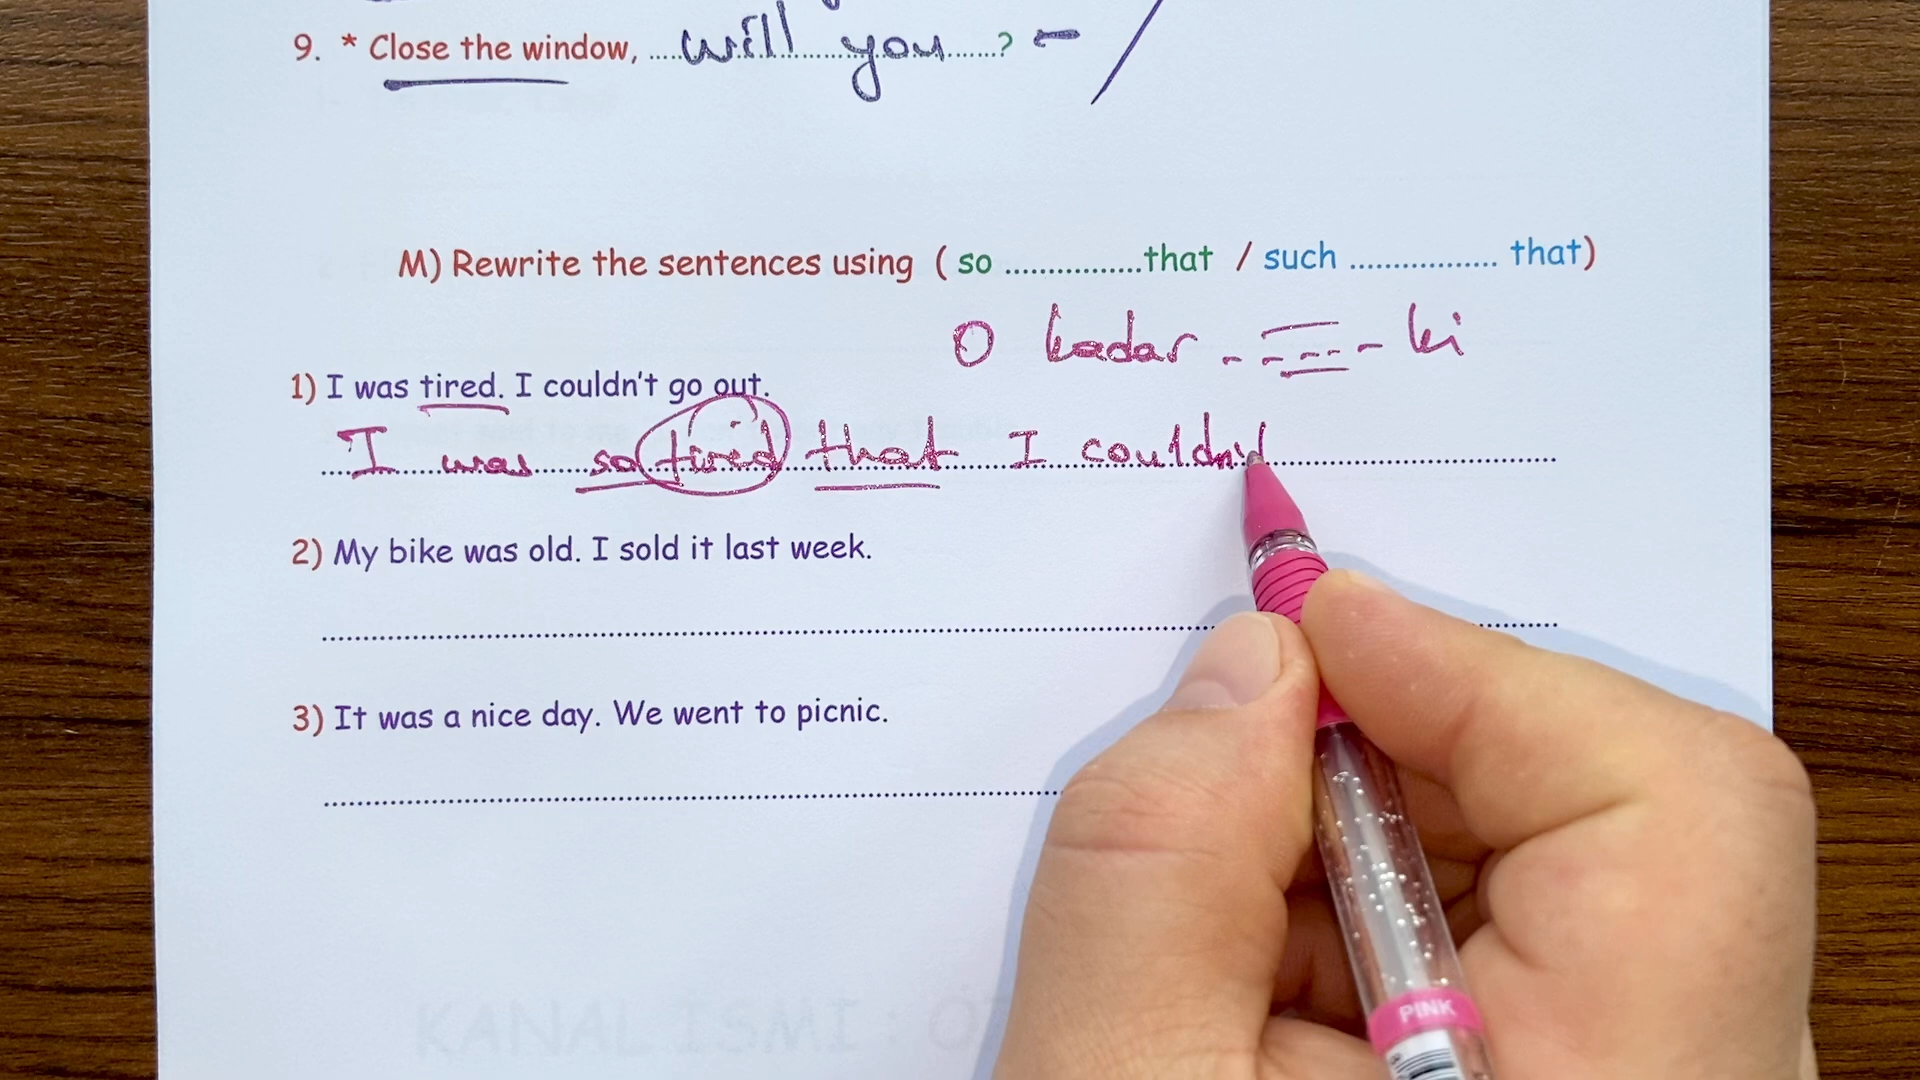 9. * Close the window, .....will you.......? -
M) Rewrite the sentences using ( so ................that / such ................. that)
O kadar - - - - - ki
1) I was tired. I couldn't go out.
I was so tired that I couldn't
2) My bike was old. I sold it last week.
3) It was a nice day. We went to picnic.
KANAL İSMİ :
PINK